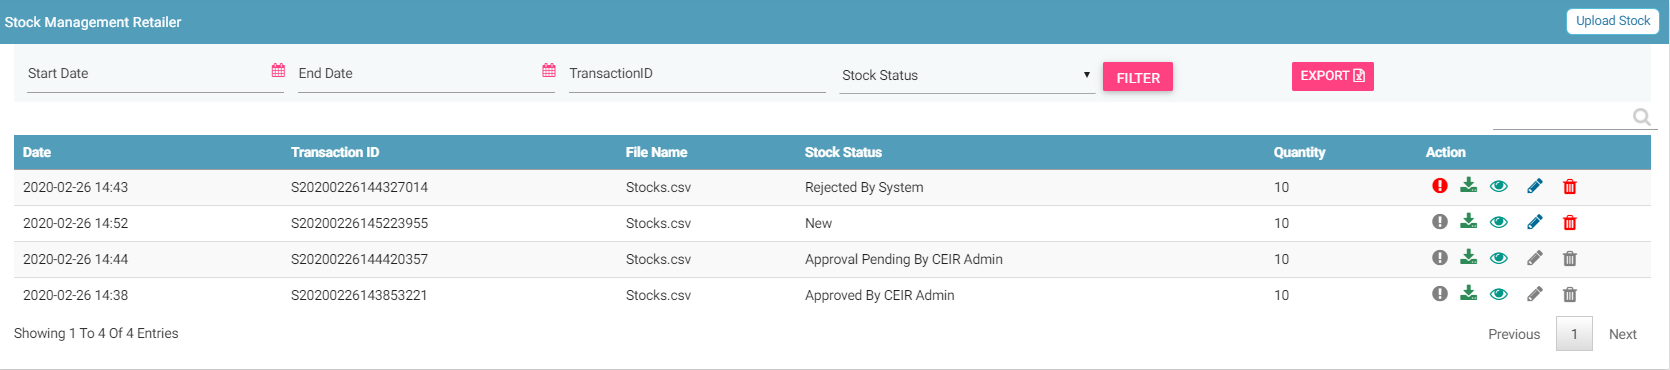 Stock Management Retailer Upload Stock
Start Date End Date TransactionID Stock Status FILTER EXPORT
Date Transaction ID File Name Stock Status Quantity Action
2020-02-26 14:43 S20200226144327014 Stocks.csv Rejected By System 10
2020-02-26 14:52 S20200226145223955 Stocks.csv New 10
2020-02-26 14:44 S20200226144420357 Stocks.csv Approval Pending By CEIR Admin 10
2020-02-26 14:38 S20200226143853221 Stocks.csv Approved By CEIR Admin 10
Showing 1 To 4 Of 4 Entries Previous 1 Next